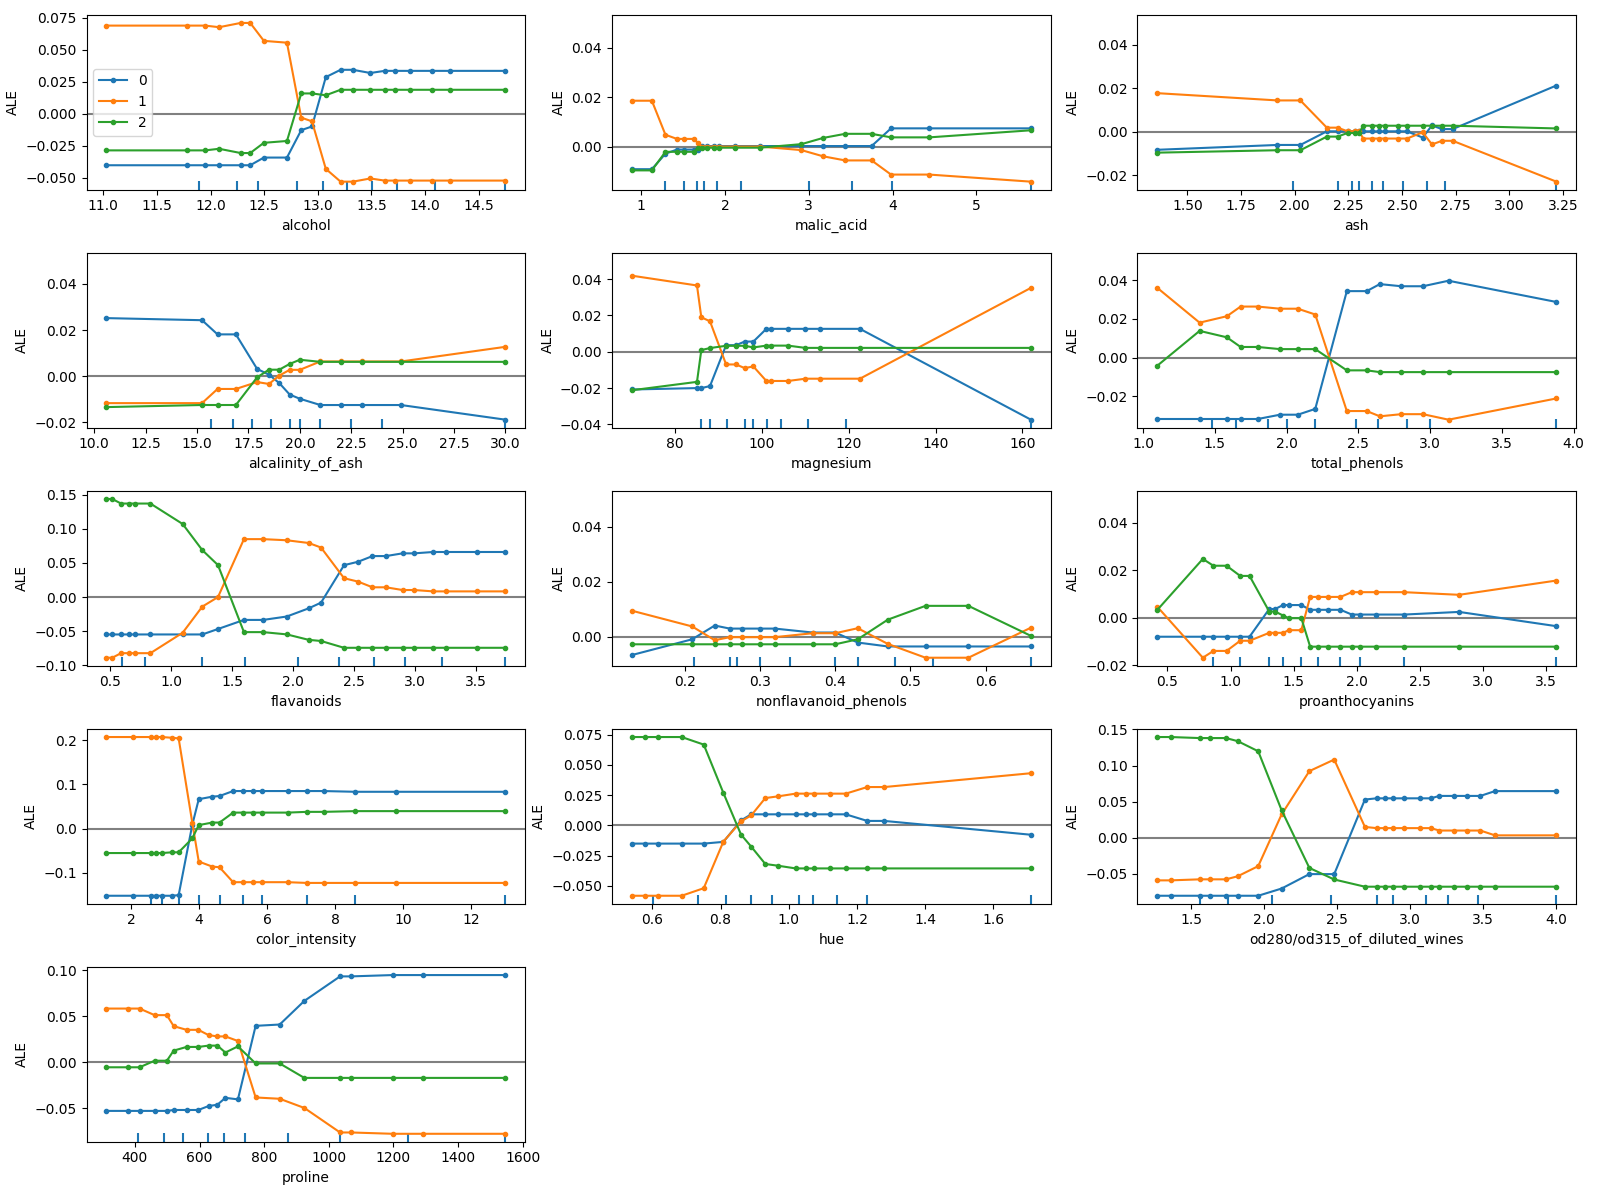 0.075
0.050
0.025
0.000
−0.025
−0.050
ALE
0
1
2
11.0 11.5 12.0 12.5 13.0 13.5 14.0 14.5
alcohol
0.04
0.02
0.00
ALE
1 2 3 4 5
malic_acid
0.04
0.02
0.00
−0.02
ALE
1.50 1.75 2.00 2.25 2.50 2.75 3.00 3.25
ash
0.04
0.02
0.00
−0.02
ALE
10.0 12.5 15.0 17.5 20.0 22.5 25.0 27.5 30.0
alcalinity_of_ash
0.04
0.02
0.00
−0.02
−0.04
ALE
80 100 120 140 160
magnesium
0.04
0.02
0.00
−0.02
ALE
1.0 1.5 2.0 2.5 3.0 3.5 4.0
total_phenols
0.15
0.10
0.05
0.00
−0.05
−0.10
ALE
0.5 1.0 1.5 2.0 2.5 3.0 3.5
flavanoids
0.04
0.02
0.00
ALE
0.2 0.3 0.4 0.5 0.6
nonflavanoid_phenols
0.04
0.02
0.00
−0.02
ALE
0.5 1.0 1.5 2.0 2.5 3.0 3.5
proanthocyanins
0.2
0.1
0.0
−0.1
ALE
2 4 6 8 10 12
color_intensity
0.075
0.050
0.025
0.000
−0.025
−0.050
ALE
0.6 0.8 1.0 1.2 1.4 1.6
hue
0.15
0.10
0.05
0.00
−0.05
ALE
1.5 2.0 2.5 3.0 3.5 4.0
od280/od315_of_diluted_wines
0.10
0.05
0.00
−0.05
ALE
400 600 800 1000 1200 1400 1600
proline